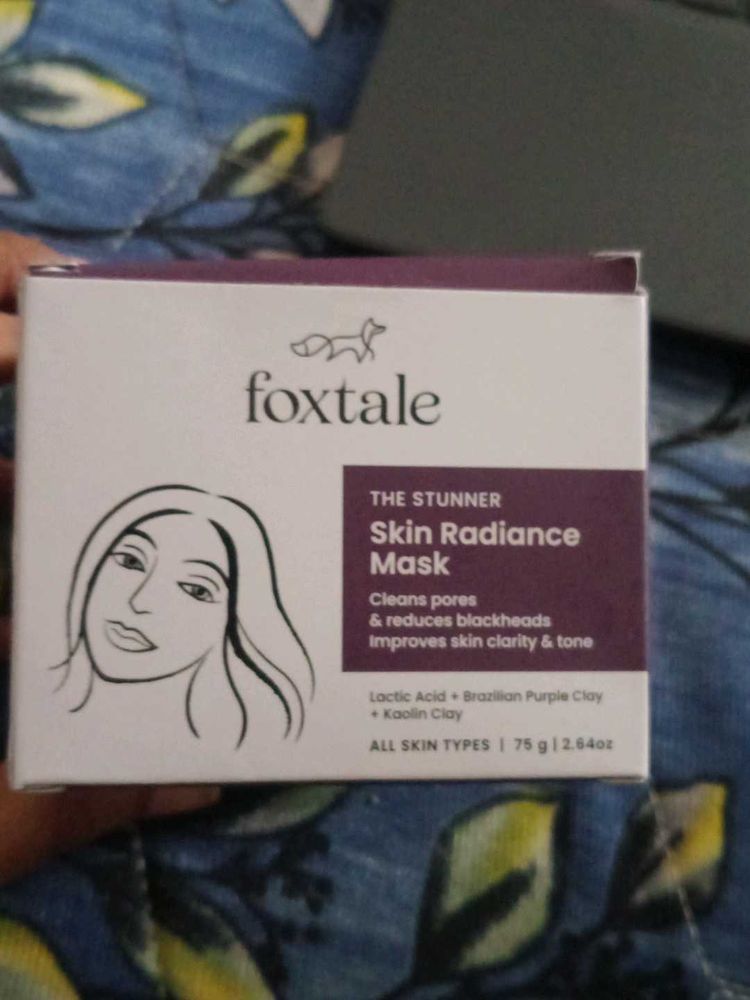 foxtale
THE STUNNER
Skin Radiance
Mask
Cleans pores
& reduces blackheads
Improves skin clarity & tone
Lactic Acid + Brazilian Purple Clay
+ Kaolin Clay
ALL SKIN TYPES | 75 g | 2.64oz